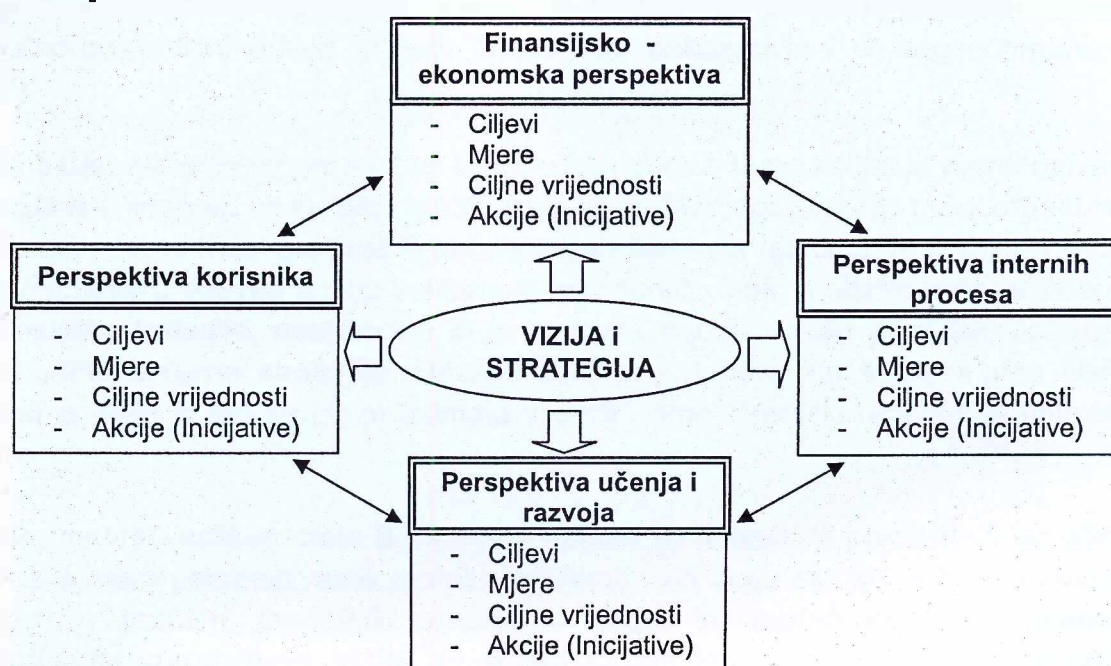 Finansijsko -
ekonomska perspektiva
- Ciljevi
- Mjere
- Ciljne vrijednosti
- Akcije (Inicijative)
Perspektiva korisnika
- Ciljevi
- Mjere
- Ciljne vrijednosti
- Akcije (Inicijative)
VIZIJA i
STRATEGIJA
Perspektiva internih
procesa
- Ciljevi
- Mjere
- Ciljne vrijednosti
- Akcije (Inicijative)
Perspektiva učenja i
razvoja
- Ciljevi
- Mjere
- Ciljne vrijednosti
- Akcije (Inicijative)